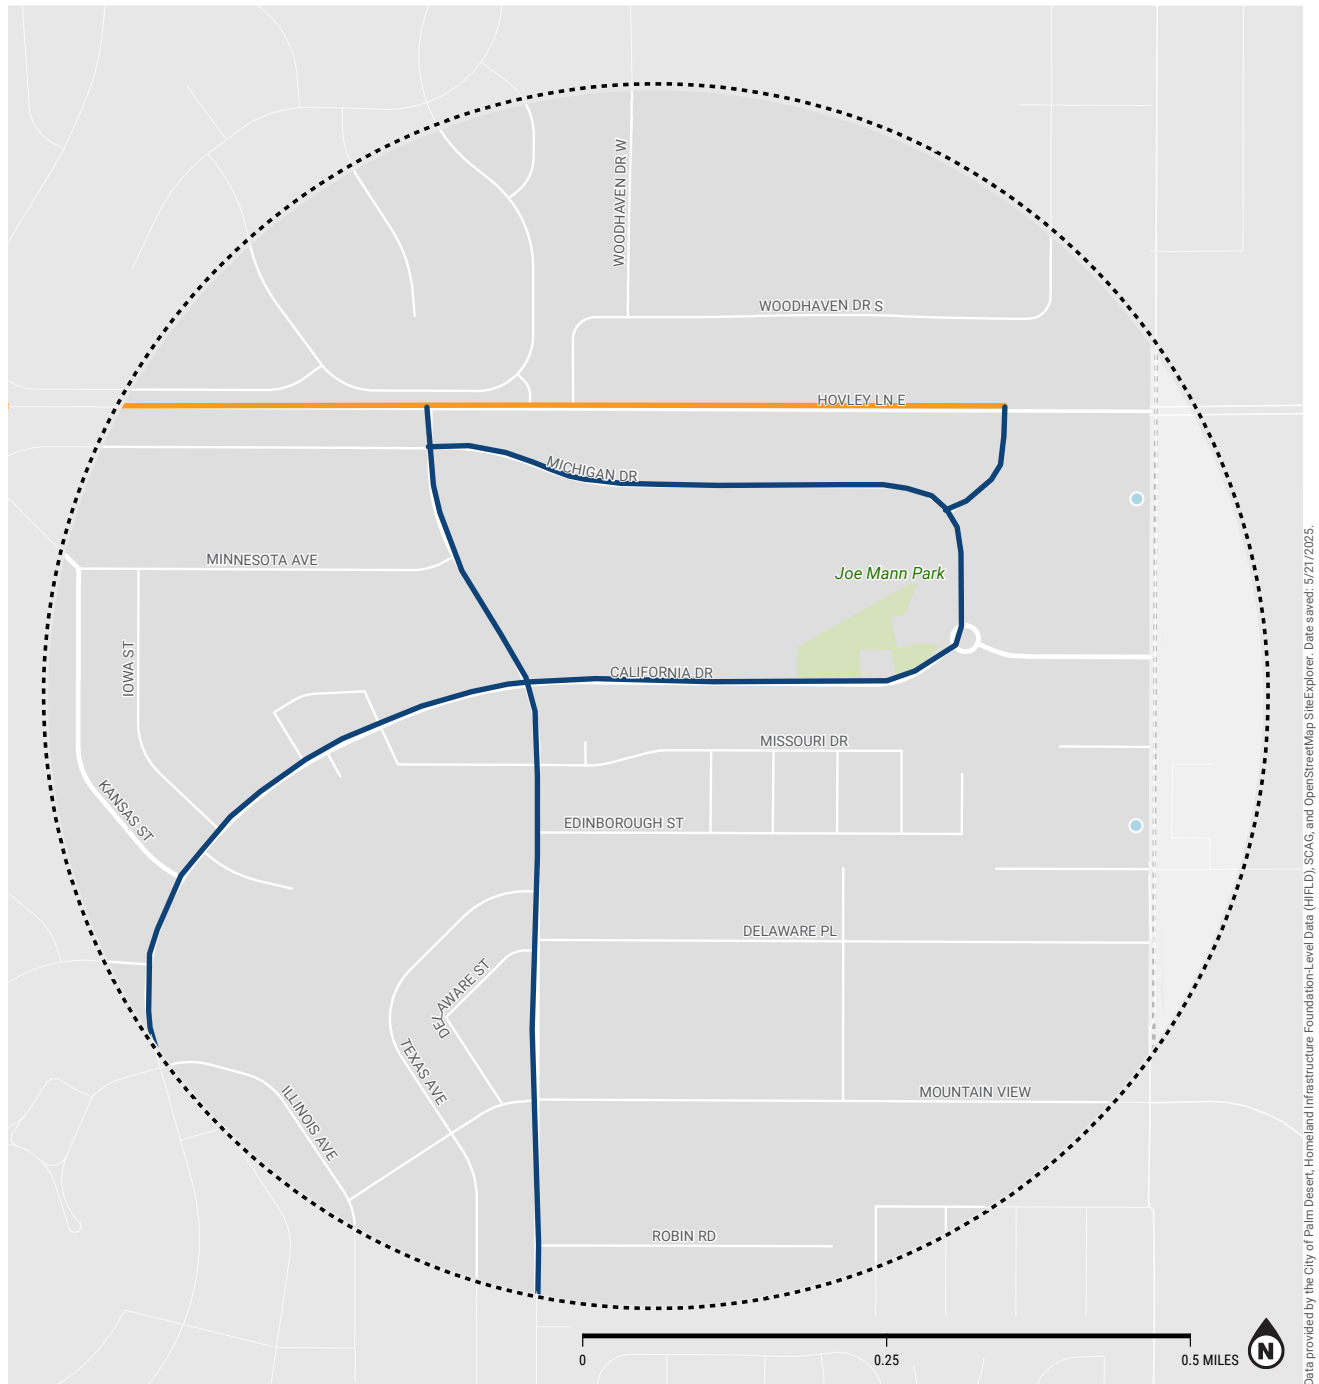 WOODHAVEN DR W
WOODHAVEN DR S
HOVLEY LN E
MICHIGAN DR
MINNESOTA AVE
Joe Mann Park
IOWA ST
CALIFORNIA DR
MISSOURI DR
KANSAS ST
EDINBOROUGH ST
DELAWARE PL
DELAWARE ST
TEXAS AVE
MOUNTAIN VIEW
ILLINOIS AVE
ROBIN RD
0
0.25
0.5 MILES
N
Data provided by the City of Palm Desert, Homeland Infrastructure Foundation-Level Data (HIFLD), SCAG, and OpenStreetMap SiteExplorer. Date saved: 5/21/2025.